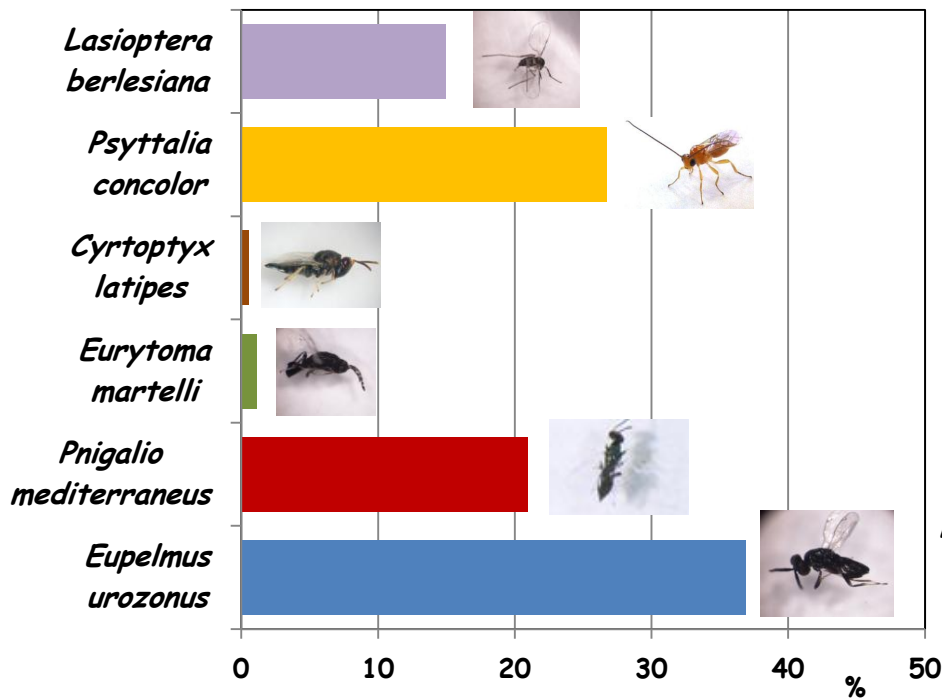 Lasioptera
berlesiana
Psyttalia
concolor
Cyrtoptyx
latipes
Eurytoma
martelli
Pnigalio
mediterraneus
Eupelmus
urozonus
0 10 20 30 40 50
%